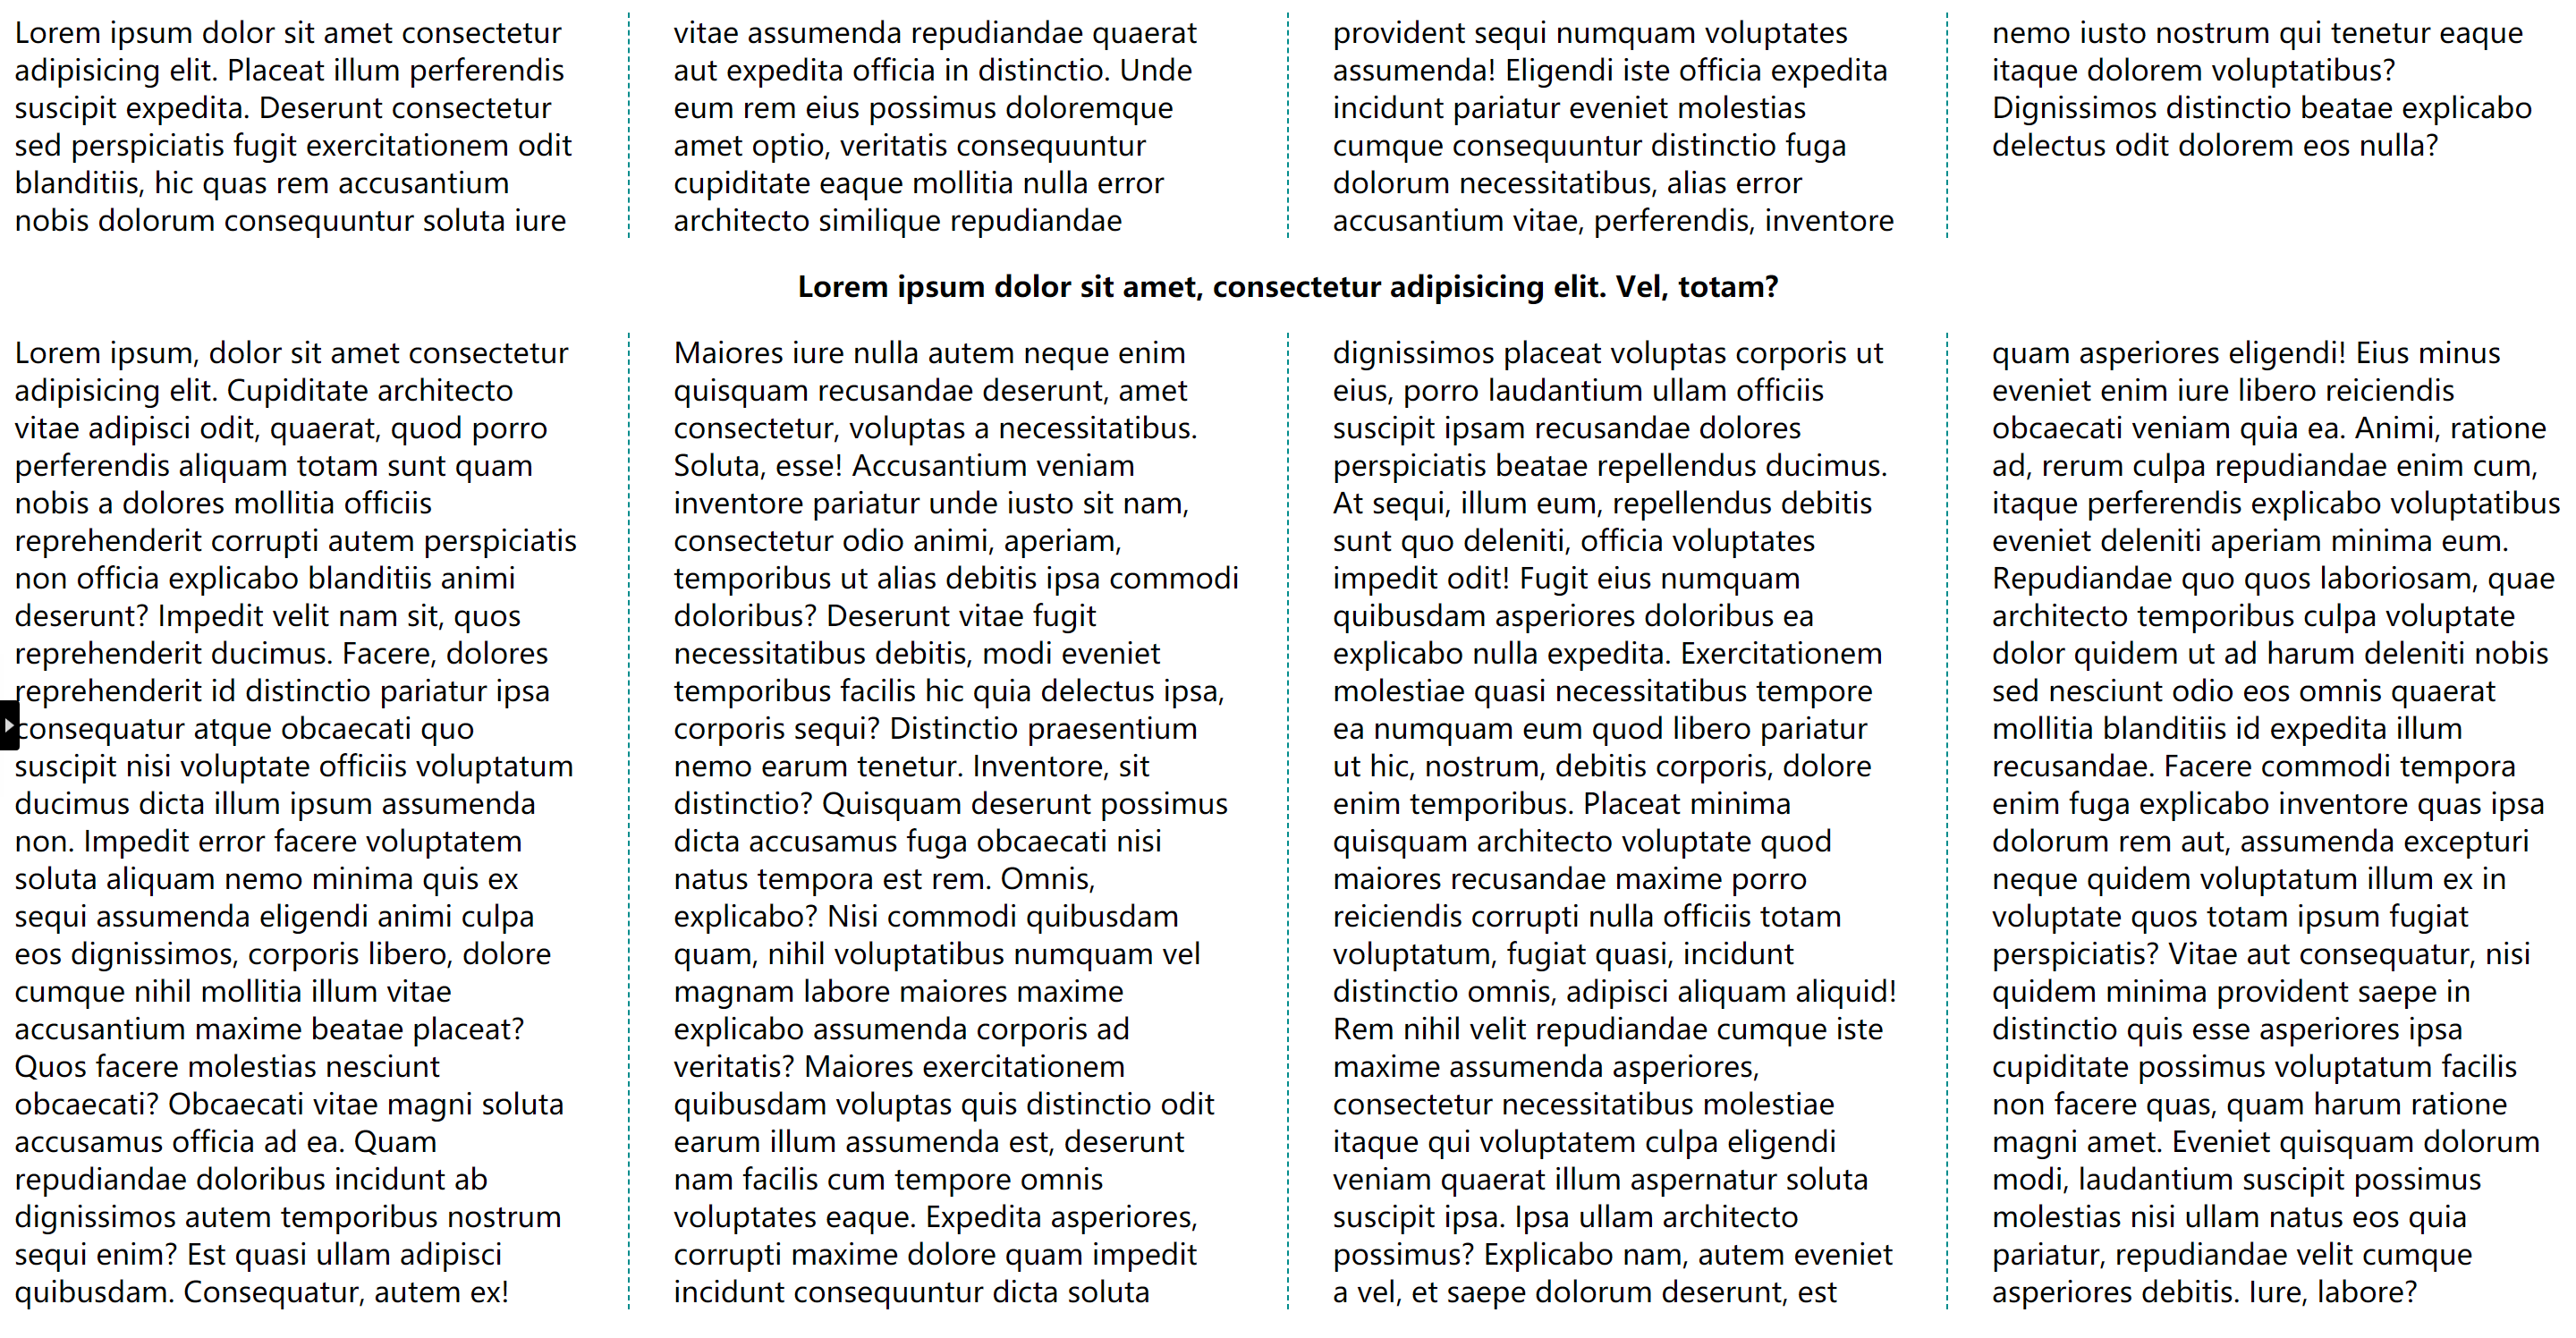 Lorem ipsum dolor sit amet consectetur
adipisicing elit. Placeat illum perferendis
suscipit expedita. Deserunt consectetur
sed perspiciatis fugit exercitationem odit
blanditiis, hic quas rem accusantium
nobis dolorum consequuntur soluta iure
vitae assumenda repudiandae quaerat
aut expedita officia in distinctio. Unde
eum rem eius possimus doloremque
amet optio, veritatis consequuntur
cupiditate eaque mollitia nulla error
architecto similique repudiandae
provident sequi numquam voluptates
assumenda! Eligendi iste officia expedita
incidunt pariatur eveniet molestias
cumque consequuntur distinctio fuga
dolorum necessitatibus, alias error
accusantium vitae, perferendis, inventore
nemo iusto nostrum qui tenetur eaque
itaque dolorem voluptatibus?
Dignissimos distinctio beatae explicabo
delectus odit dolorem eos nulla?
Lorem ipsum dolor sit amet, consectetur adipisicing elit. Vel, totam?
Lorem ipsum, dolor sit amet consectetur
adipisicing elit. Cupiditate architecto
vitae adipisci odit, quaerat, quod porro
perferendis aliquam totam sunt quam
nobis a dolores mollitia officiis
reprehenderit corrupti autem perspiciatis
non officia explicabo blanditiis animi
deserunt? Impedit velit nam sit, quos
reprehenderit ducimus. Facere, dolores
reprehenderit id distinctio pariatur ipsa
consequatur atque obcaecati quo
suscipit nisi voluptate officiis voluptatum
ducimus dicta illum ipsum assumenda
non. Impedit error facere voluptatem
soluta aliquam nemo minima quis ex
sequi assumenda eligendi animi culpa
eos dignissimos, corporis libero, dolore
cumque nihil mollitia illum vitae
accusantium maxime beatae placeat?
Quos facere molestias nesciunt
obcaecati? Obcaecati vitae magni soluta
accusamus officia ad ea. Quam
repudiandae doloribus incidunt ab
dignissimos autem temporibus nostrum
sequi enim? Est quasi ullam adipisci
quibusdam. Consequatur, autem ex!
Maiores iure nulla autem neque enim
quisquam recusandae deserunt, amet
consectetur, voluptas a necessitatibus.
Soluta, esse! Accusantium veniam
inventore pariatur unde iusto sit nam,
consectetur odio animi, aperiam,
temporibus ut alias debitis ipsa commodi
doloribus? Deserunt vitae fugit
necessitatibus debitis, modi eveniet
temporibus facilis hic quia delectus ipsa,
corporis sequi? Distinctio praesentium
nemo earum tenetur. Inventore, sit
distinctio? Quisquam deserunt possimus
dicta accusamus fuga obcaecati nisi
natus tempora est rem. Omnis,
explicabo? Nisi commodi quibusdam
quam, nihil voluptatibus numquam vel
magnam labore maiores maxime
explicabo assumenda corporis ad
veritatis? Maiores exercitationem
quibusdam voluptas quis distinctio odit
earum illum assumenda est, deserunt
nam facilis cum tempore omnis
voluptates eaque. Expedita asperiores,
corrupti maxime dolore quam impedit
incidunt consequuntur dicta soluta
dignissimos placeat voluptas corporis ut
eius, porro laudantium ullam officiis
suscipit ipsam recusandae dolores
perspiciatis beatae repellendus ducimus.
At sequi, illum eum, repellendus debitis
sunt quo deleniti, officia voluptates
impedit odit! Fugit eius numquam
quibusdam asperiores doloribus ea
explicabo nulla expedita. Exercitationem
molestiae quasi necessitatibus tempore
ea numquam eum quod libero pariatur
ut hic, nostrum, debitis corporis, dolore
enim temporibus. Placeat minima
quisquam architecto voluptate quod
maiores recusandae maxime porro
reiciendis corrupti nulla officiis totam
voluptatum, fugiat quasi, incidunt
distinctio omnis, adipisci aliquam aliquid!
Rem nihil velit repudiandae cumque iste
maxime assumenda asperiores,
consectetur necessitatibus molestiae
itaque qui voluptatem culpa eligendi
veniam quaerat illum aspernatur soluta
suscipit ipsa. Ipsa ullam architecto
possimus? Explicabo nam, autem eveniet
a vel, et saepe dolorum deserunt, est
quam asperiores eligendi! Eius minus
eveniet enim iure libero reiciendis
obcaecati veniam quia ea. Animi, ratione
ad, rerum culpa repudiandae enim cum,
itaque perferendis explicabo voluptatibus
eveniet deleniti aperiam minima eum.
Repudiandae quo quos laboriosam, quae
architecto temporibus culpa voluptate
dolor quidem ut ad harum deleniti nobis
sed nesciunt odio eos omnis quaerat
mollitia blanditiis id expedita illum
recusandae. Facere commodi tempora
enim fuga explicabo inventore quas ipsa
dolorum rem aut, assumenda excepturi
neque quidem voluptatum illum ex in
voluptate quos totam ipsum fugiat
perspiciatis? Vitae aut consequatur, nisi
quidem minima provident saepe in
distinctio quis esse asperiores ipsa
cupiditate possimus voluptatum facilis
non facere quas, quam harum ratione
magni amet. Eveniet quisquam dolorum
modi, laudantium suscipit possimus
molestias nisi ullam natus eos quia
pariatur, repudiandae velit cumque
asperiores debitis. Iure, labore?